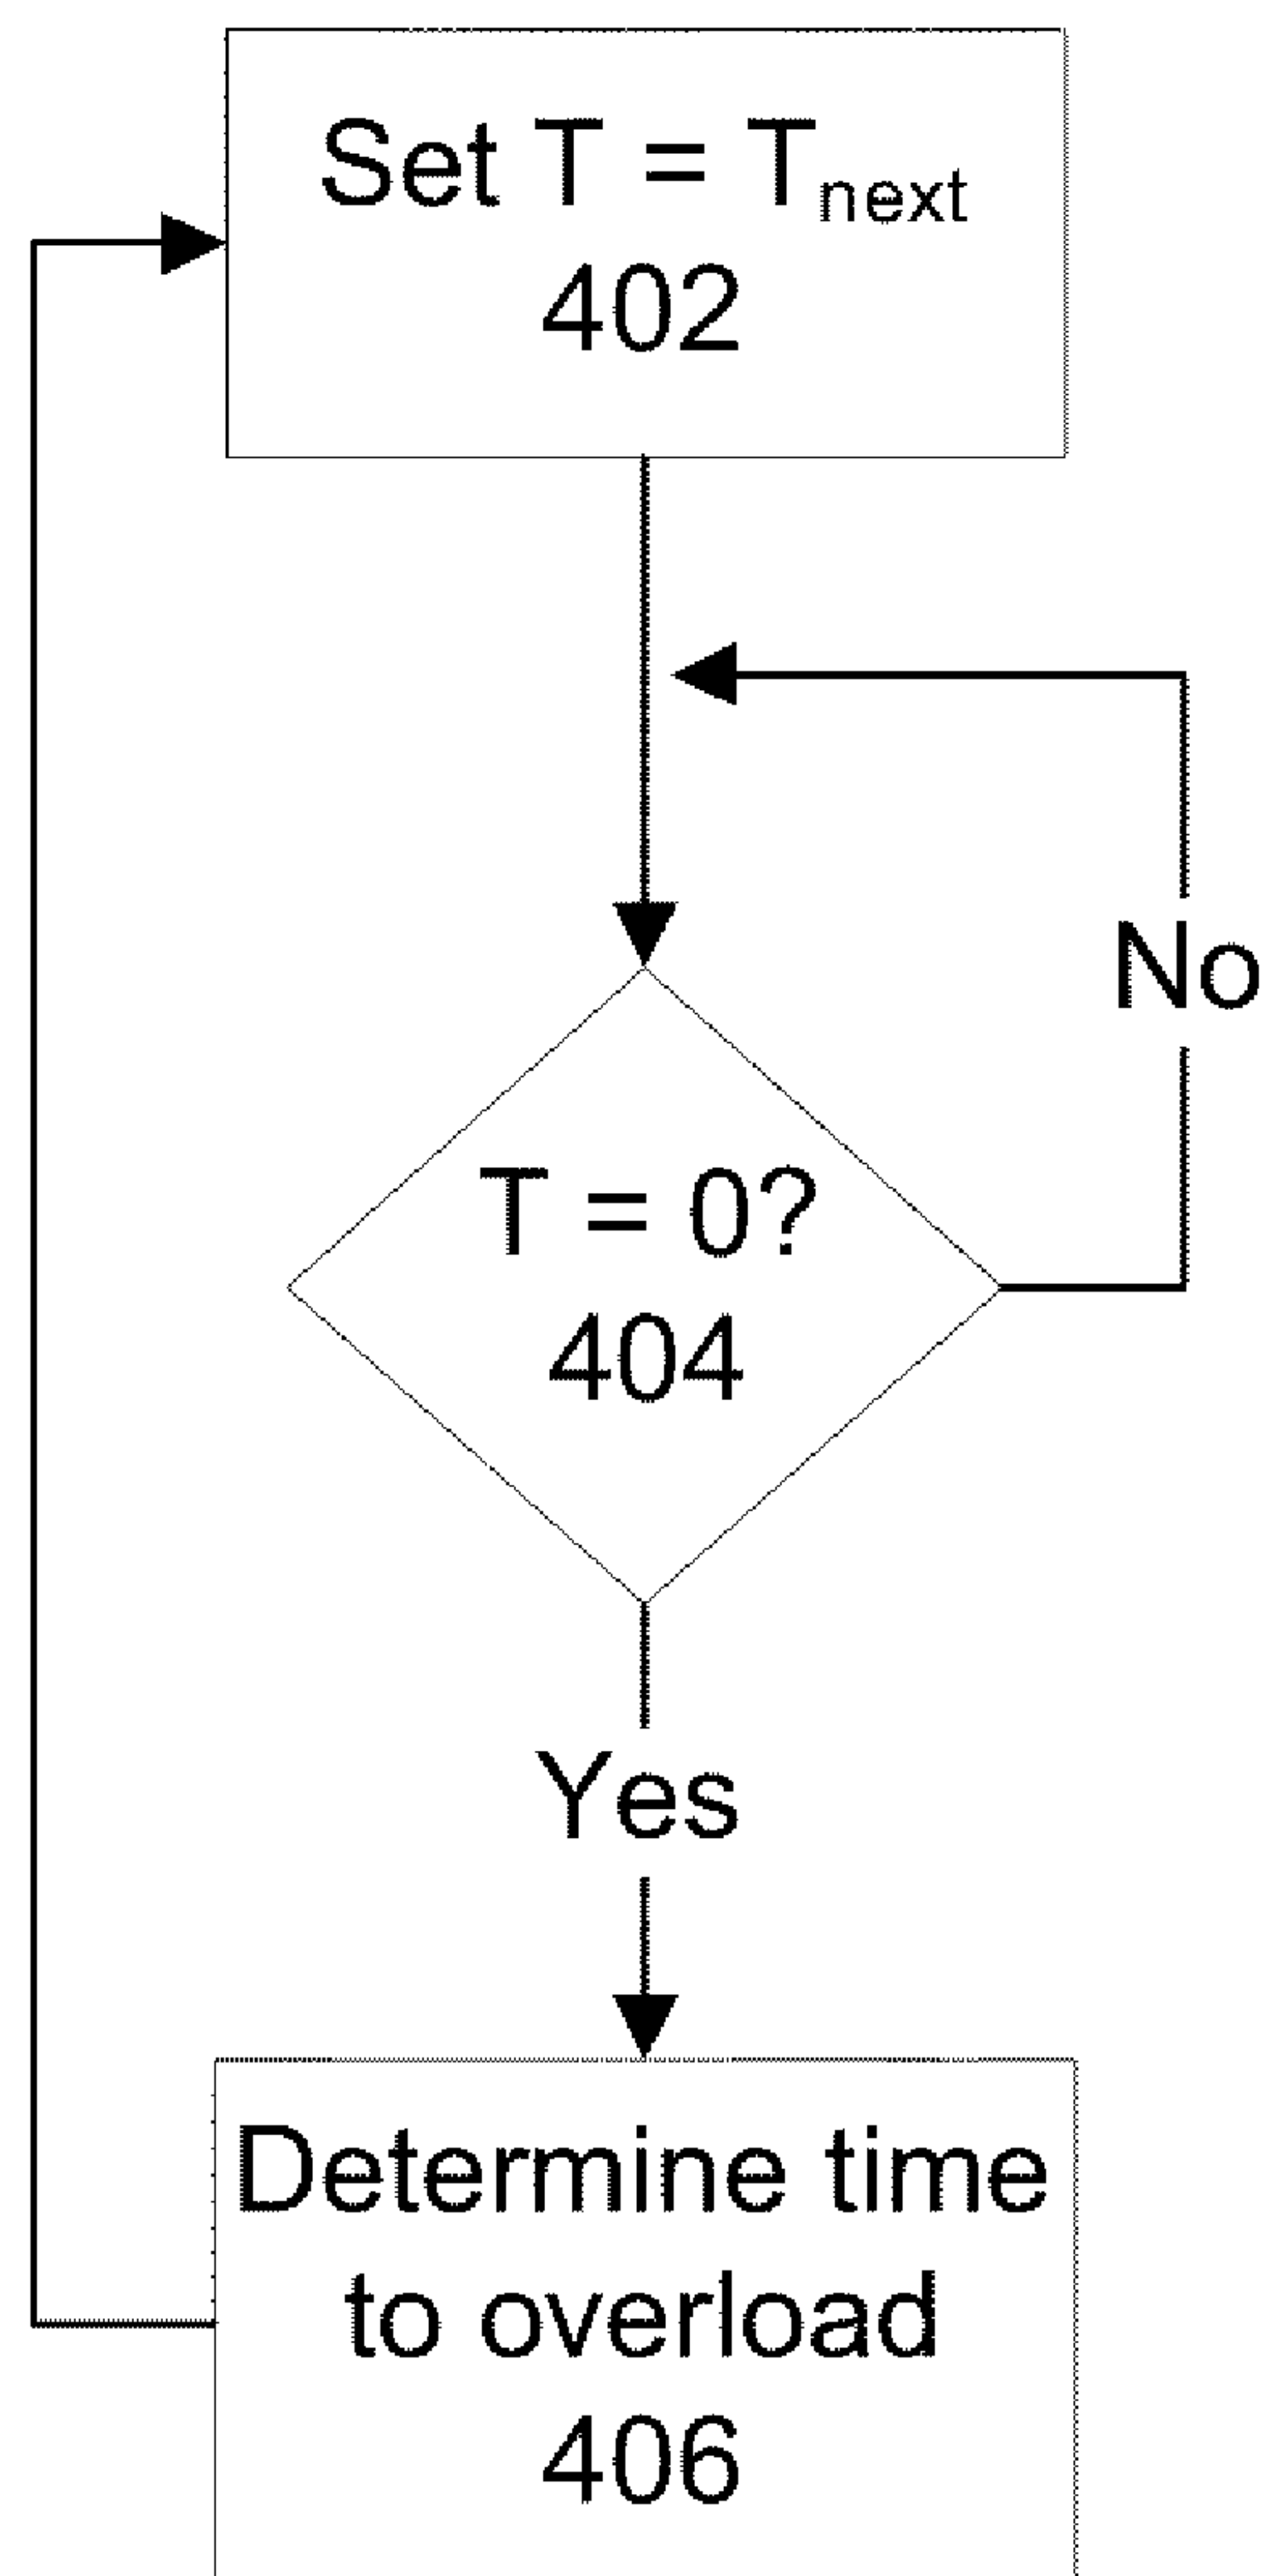 Set T = Tnext
402
No
T = 0?
404
Yes
Determine time
to overload
406